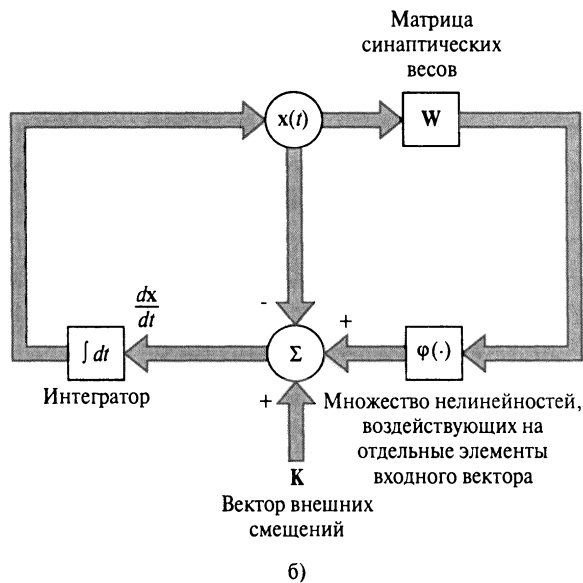 Матрица
синаптических
весов
x(t)
W
dx
dt
-
+
∫ dt
Σ
φ(·)
Интегратор
+
Множество нелинейностей,
воздействующих на
отдельные элементы
входного вектора
K
Вектор внешних
смещений
б)